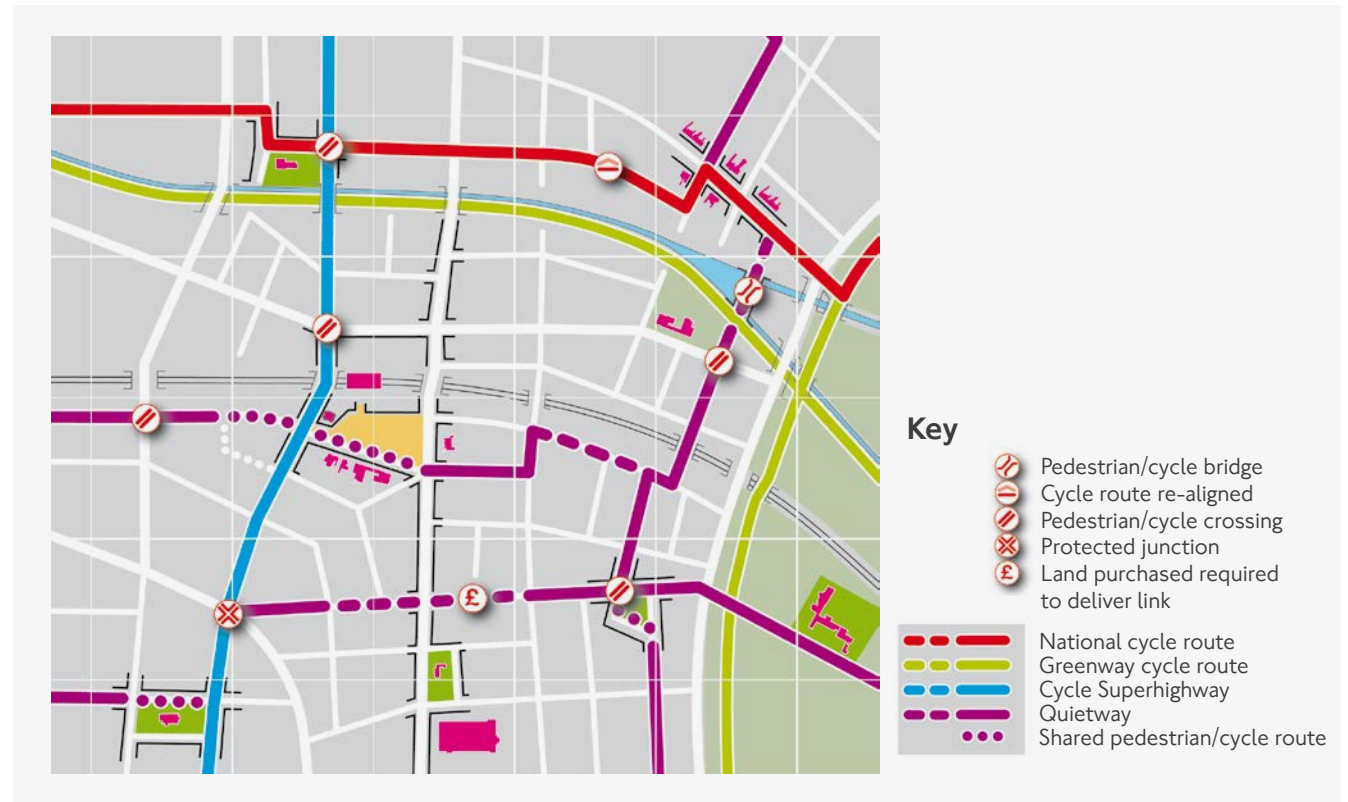 Key
Pedestrian/cycle bridge
Cycle route re-aligned
Pedestrian/cycle crossing
Protected junction
£
£ Land purchased required
to deliver link
National cycle route
Greenway cycle route
Cycle Superhighway
Quietway
Shared pedestrian/cycle route